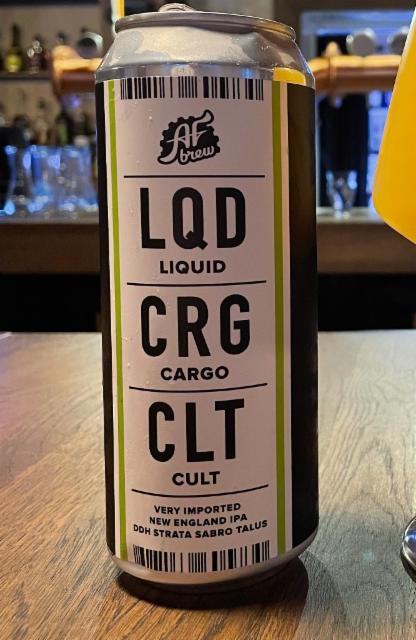 AF
brew
LQD
LIQUID
CRG
CARGO
CLT
CULT
VERY IMPORTED
NEW ENGLAND IPA
DDH STRATA SABRO TALUS